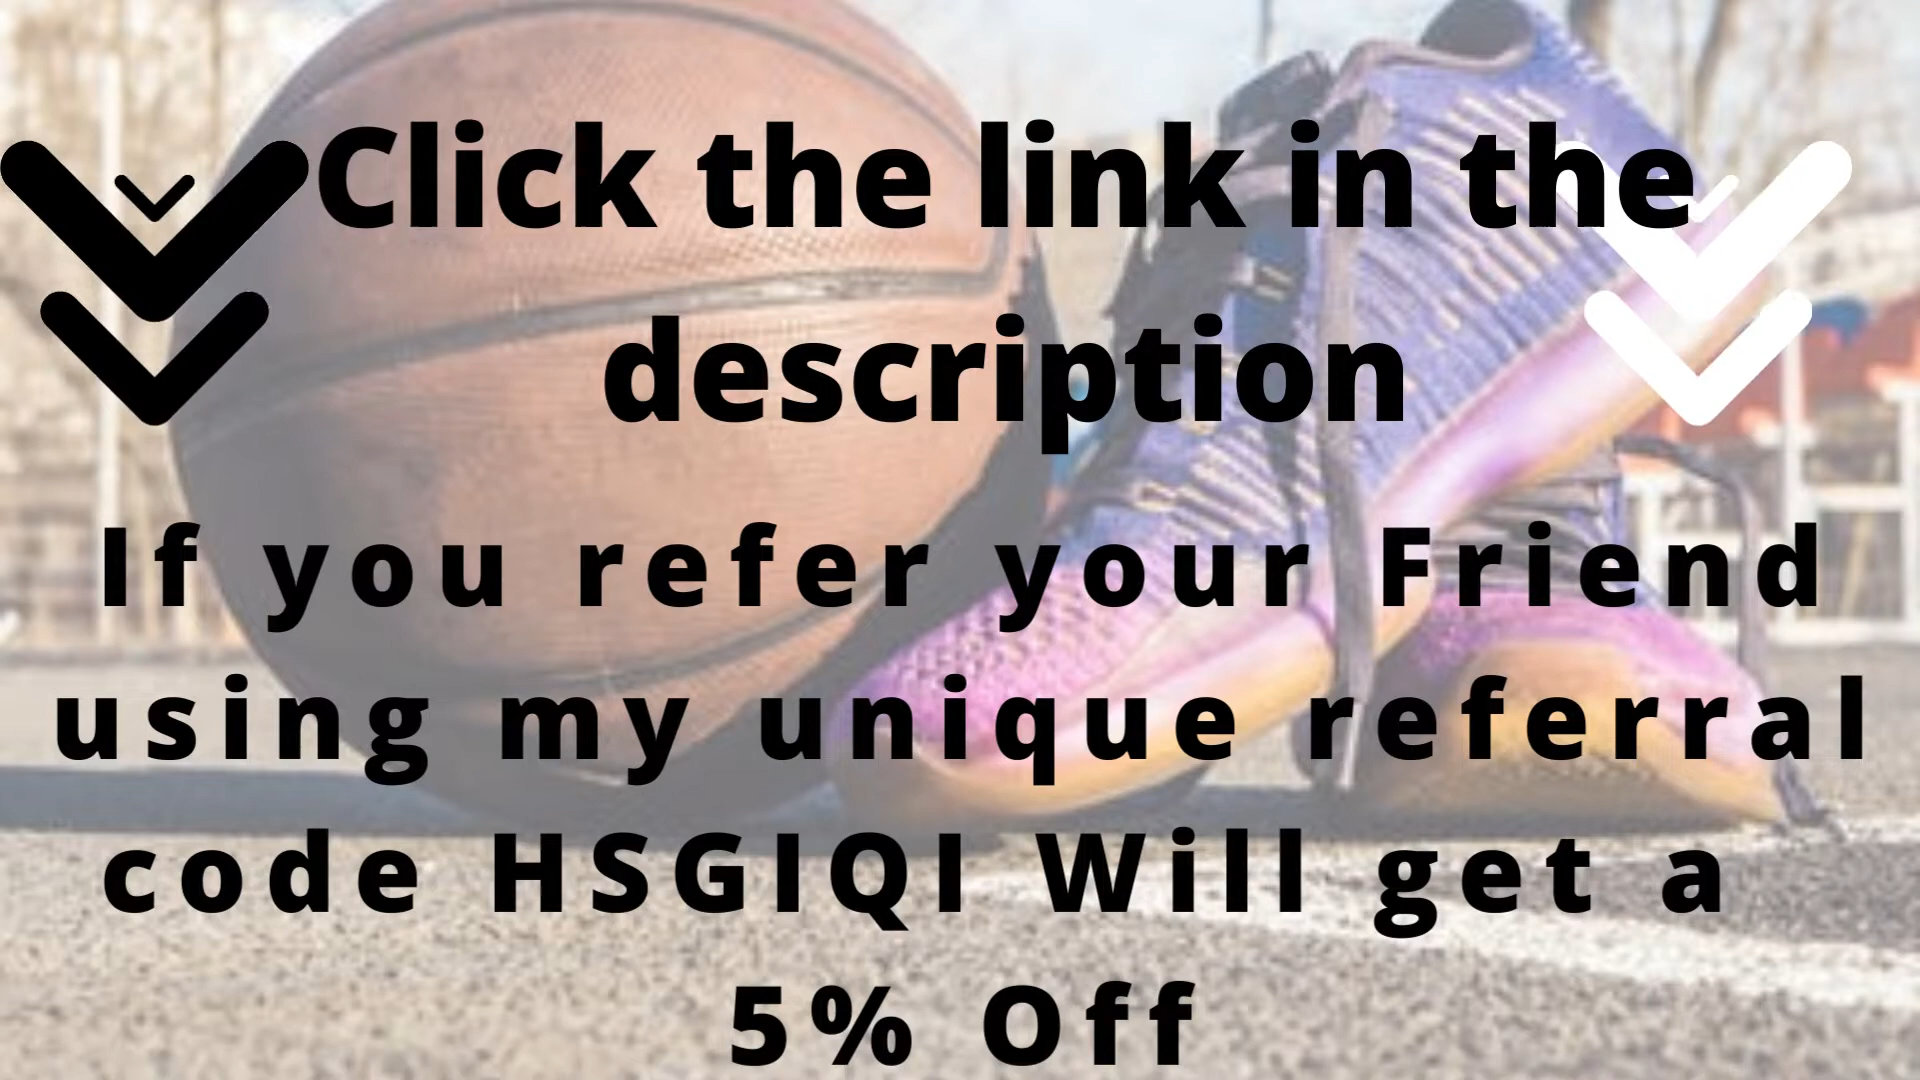 Click the link in the
description
If you refer your Friend
using my unique referral
code HSGIQI Will get a
5% Off